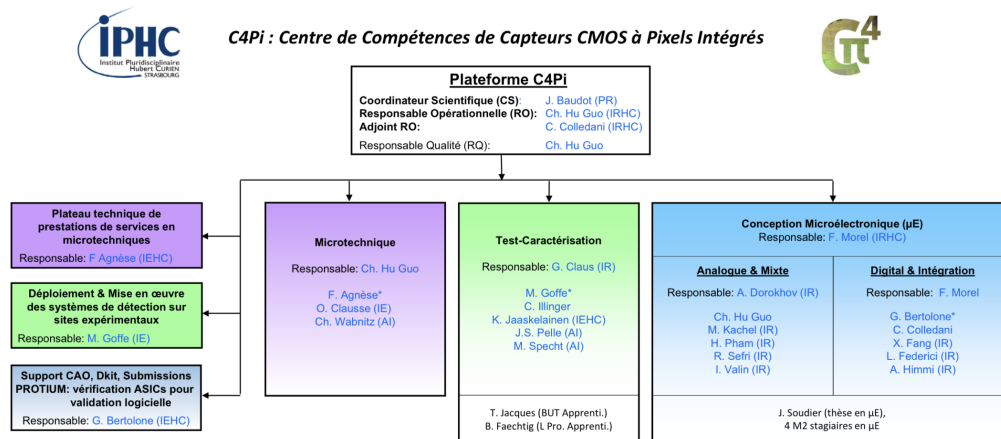 IPHC
Institut Pluridisciplinaire
Hubert CURIEN
STRASBOURG
C4Pi : Centre de Compétences de Capteurs CMOS à Pixels Intégrés
Cπ4
Plateforme C4Pi
Coordinateur Scientifique (CS): J. Baudot (PR)
Responsable Opérationnelle (RO): Ch. Hu Guo (IRHC)
Adjoint RO: C. Colledani (IRHC)
Responsable Qualité (RQ): Ch. Hu Guo
Plateau technique de
prestations de services en
microtechniques
Responsable: F Agnèse (IEHC)
Déploiement & Mise en œuvre
des systèmes de détection sur
sites expérimentaux
Responsable: M. Goffe (IE)
Support CAO, Dkit, Submissions
PROTIUM: vérification ASICs pour
validation logicielle
Responsable: G. Bertolone (IEHC)
Microtechnique
Responsable: Ch. Hu Guo
F. Agnèse*
O. Clausse (IE)
Ch. Wabnitz (AI)
Test-Caractérisation
Responsable: G. Claus (IR)
M. Goffe*
C. Illinger
K. Jaaskelainen (IEHC)
J.S. Pelle (AI)
M. Specht (AI)
T. Jacques (BUT Apprenti.)
B. Faechtig (L Pro. Apprenti.)
Conception Microélectronique (µE)
Responsable: F. Morel (IRHC)
Analogue & Mixte
Responsable: A. Dorokhov (IR)
Ch. Hu Guo
M. Kachel (IR)
H. Pham (IR)
R. Sefri (IR)
I. Valin (IR)
Digital & Intégration
Responsable: F. Morel
G. Bertolone*
C. Colledani
X. Fang (IR)
L. Federici (IR)
A. Himmi (IR)
J. Soudier (thèse en µE),
4 M2 stagiaires en µE